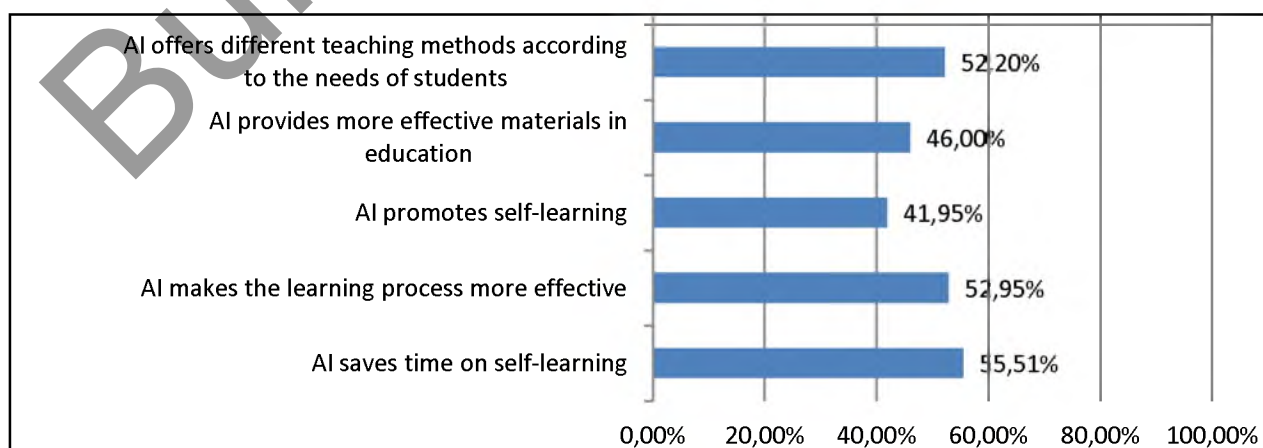 AI offers different teaching methods according
to the needs of students
52,20%
AI provides more effective materials in
education
46,00%
AI promotes self-learning
41,95%
AI makes the learning process more effective
52,95%
AI saves time on self-learning
55,51%
0,00% 20,00% 40,00% 60,00% 80,00% 100,00%